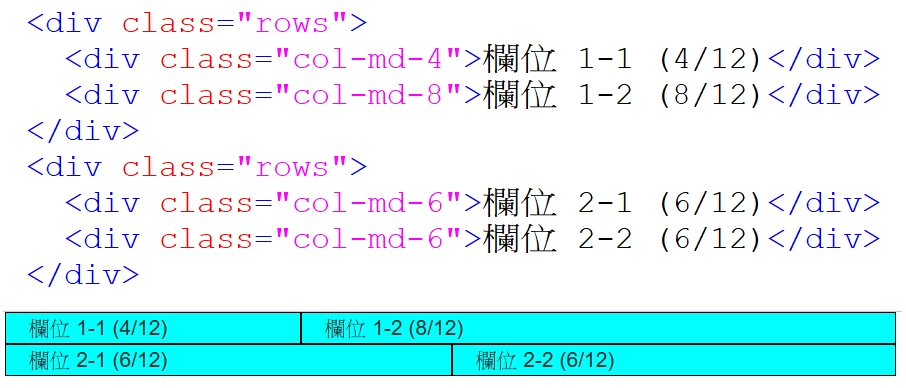 <div class="rows">
  <div class="col-md-4">欄位 1-1 (4/12)</div>
  <div class="col-md-8">欄位 1-2 (8/12)</div>
</div>
<div class="rows">
  <div class="col-md-6">欄位 2-1 (6/12)</div>
  <div class="col-md-6">欄位 2-2 (6/12)</div>
</div>
欄位 1-1 (4/12) 欄位 1-2 (8/12)
欄位 2-1 (6/12) 欄位 2-2 (6/12)